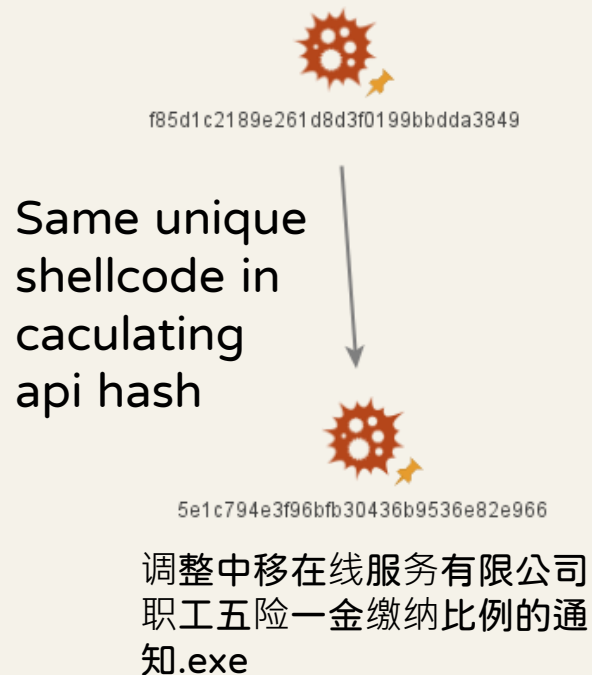 f85d1c2189e261d8d3f0199bbdda3849
Same unique
shellcode in
caculating
api hash
5e1c794e3f96bfb30436b9536e82e966
调整中移在线服务有限公司
职工五险一金缴纳比例的通
知.exe